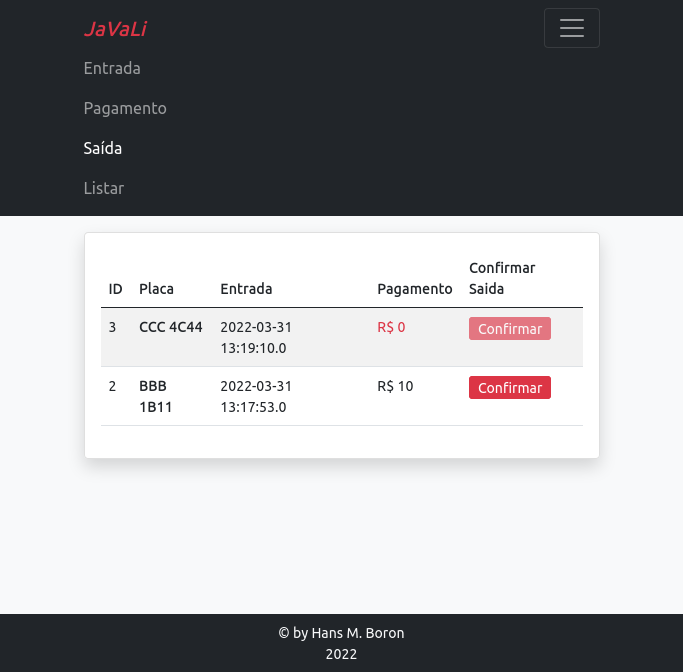 JaVaLi
Entrada
Pagamento
Saída
Listar
Confirmar
ID Placa Entrada Pagamento Saida
3 CCC 4C44 2022-03-31 R$ 0 Confirmar
13:19:10.0
2 BBB 2022-03-31 R$ 10 Confirmar
1B11 13:17:53.0
© by Hans M. Boron
2022